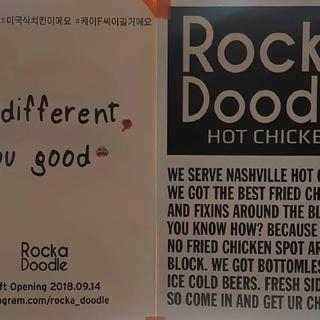 #미국식치킨이에요 #케이F씨이길거에요
different,
ou good
Rocka
Doodle
ft Opening 2018.09.14
gram.com/rocka_doodle
Rock
Doodl
HOT CHICKE
WE SERVE NASHVILLE HOT C
WE GOT THE BEST FRIED CH
AND FIXINS AROUND THE BL
YOU KNOW HOW? BECAUSE
NO FRIED CHICKEN SPOT AR
BLOCK. WE GOT BOTTOMLES
ICE COLD BEERS. FRESH SID
SO COME IN AND GET UR CH